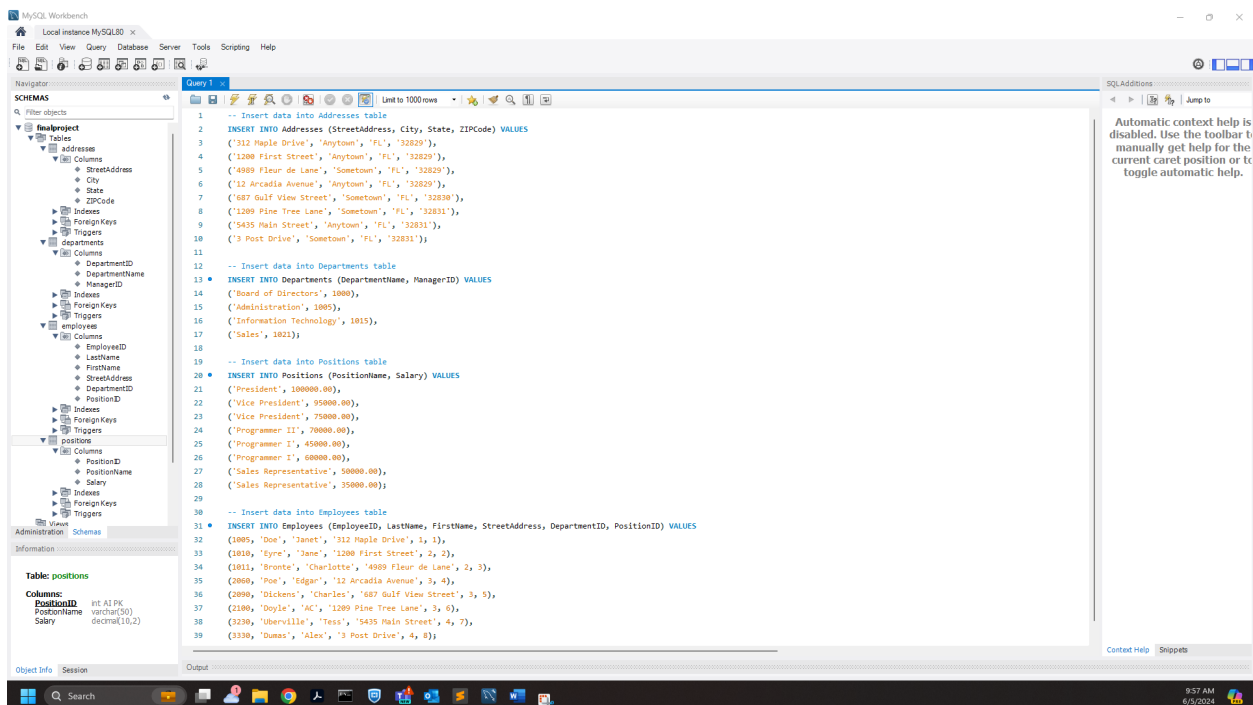 MySQL Workbench
Local instance MySQL80
File Edit View Query Database Server Tools Scripting Help
Navigator
SCHEMAS
Filter objects
finalproject
Tables
addresses
Columns
StreetAddress
City
State
ZIPCode
Indexes
Foreign Keys
Triggers
departments
Columns
DepartmentID
DepartmentName
ManagerID
Indexes
Foreign Keys
Triggers
employees
Columns
EmployeeID
LastName
FirstName
StreetAddress
DepartmentID
PositionID
Indexes
Foreign Keys
Triggers
positions
Columns
PositionID
PositionName
Salary
Indexes
Foreign Keys
Triggers
Views
Administration Schemas
Information
Table: positions
Columns:
PositionID int AI PK
PositionName varchar(50)
Salary decimal(10,2)
Object Info Session
Query 1
Limit to 1000 rows
1 -- Insert data into Addresses table
2 INSERT INTO Addresses (StreetAddress, City, State, ZIPCode) VALUES
3 ('312 Maple Drive', 'Anytown', 'FL', '32829'),
4 ('1200 First Street', 'Anytown', 'FL', '32829'),
5 ('4989 Fleur de Lane', 'Sometown', 'FL', '32829'),
6 ('12 Arcadia Avenue', 'Anytown', 'FL', '32829'),
7 ('687 Gulf View Street', 'Sometown', 'FL', '32830'),
8 ('1209 Pine Tree Lane', 'Sometown', 'FL', '32831'),
9 ('5435 Main Street', 'Anytown', 'FL', '32831'),
10 ('3 Post Drive', 'Sometown', 'FL', '32831');
11
12 -- Insert data into Departments table
13 INSERT INTO Departments (DepartmentName, ManagerID) VALUES
14 ('Board of Directors', 1000),
15 ('Administration', 1005),
16 ('Information Technology', 1015),
17 ('Sales', 1021);
18
19 -- Insert data into Positions table
20 INSERT INTO Positions (PositionName, Salary) VALUES
21 ('President', 100000.00),
22 ('Vice President', 95000.00),
23 ('Vice President', 75000.00),
24 ('Programmer II', 70000.00),
25 ('Programmer I', 45000.00),
26 ('Programmer I', 60000.00),
27 ('Sales Representative', 50000.00),
28 ('Sales Representative', 35000.00);
29
30 -- Insert data into Employees table
31 INSERT INTO Employees (EmployeeID, LastName, FirstName, StreetAddress, DepartmentID, PositionID) VALUES
32 (1005, 'Doe', 'Janet', '312 Maple Drive', 1, 1),
33 (1010, 'Eyre', 'Jane', '1200 First Street', 2, 2),
34 (1011, 'Bronte', 'Charlotte', '4989 Fleur de Lane', 2, 3),
35 (2060, 'Poe', 'Edgar', '12 Arcadia Avenue', 3, 4),
36 (2090, 'Dickens', 'Charles', '687 Gulf View Street', 3, 5),
37 (2100, 'Doyle', 'AC', '1209 Pine Tree Lane', 3, 6),
38 (3230, 'Uberville', 'Tess', '5435 Main Street', 4, 7),
39 (3330, 'Dumas', 'Alex', '3 Post Drive', 4, 8);
Output
SQLAdditions
Jump to
Automatic context help is
disabled. Use the toolbar to
manually get help for the
current caret position or to
toggle automatic help.
Context Help Snippets
Search
9:57 AM
6/5/2024